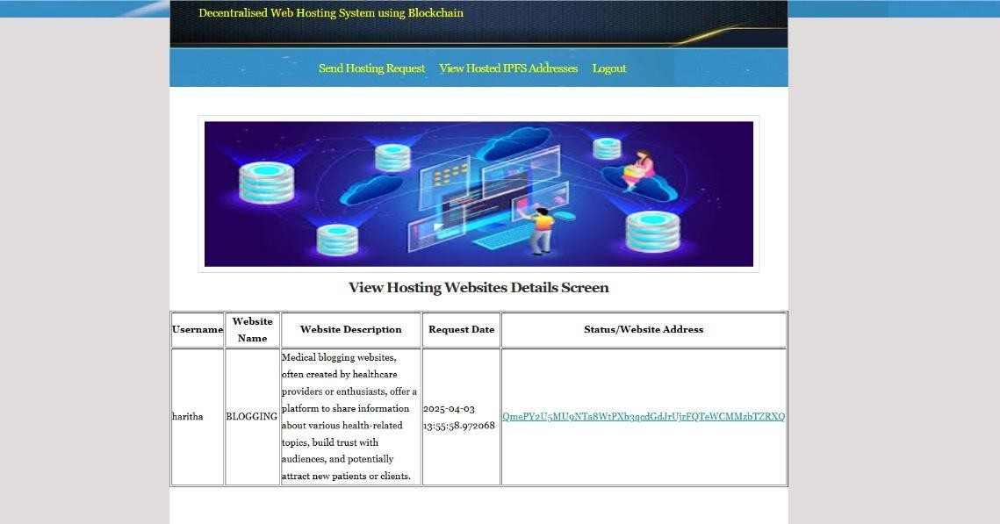 Decentralised Web Hosting System using Blockchain
Send Hosting Request View Hosted IPFS Addresses Logout
View Hosting Websites Details Screen
Username
Website
Name
Website Description
Request Date
Status/Website Address
haritha
BLOGGING
Medical blogging websites,
often created by healthcare
providers or enthusiasts, offer a
platform to share information
about various health-related
topics, build trust with
audiences, and potentially
attract new patients or clients.
2025-04-03
13:55:58.972068
QmePY2U5MU9NTa8WtPXb3qcdGdJrUjrFQTeWCMMzbTZRXQ